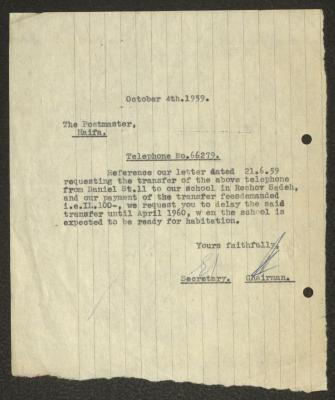 October 4th.1959.
The Postmaster,
Haifa.
Telephone No.66279.
Reference our letter dated 21.6.59
requesting the transfer of the above telephone
from Daniel St.11 to our school in Rechov Sadeh,
and our payment of the transfer feesdemanded
i.e.IL.100-, we request you to delay the said
transfer until April 1960, w en the school is
expected to be ready for habitation.
Yours faithfully,
Secretary. Chairman.